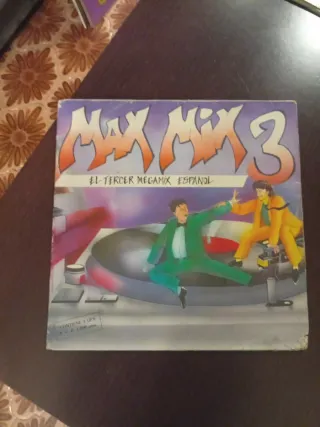 MAX MIX 3
EL TERCER MEGAMIX ESPAÑOL